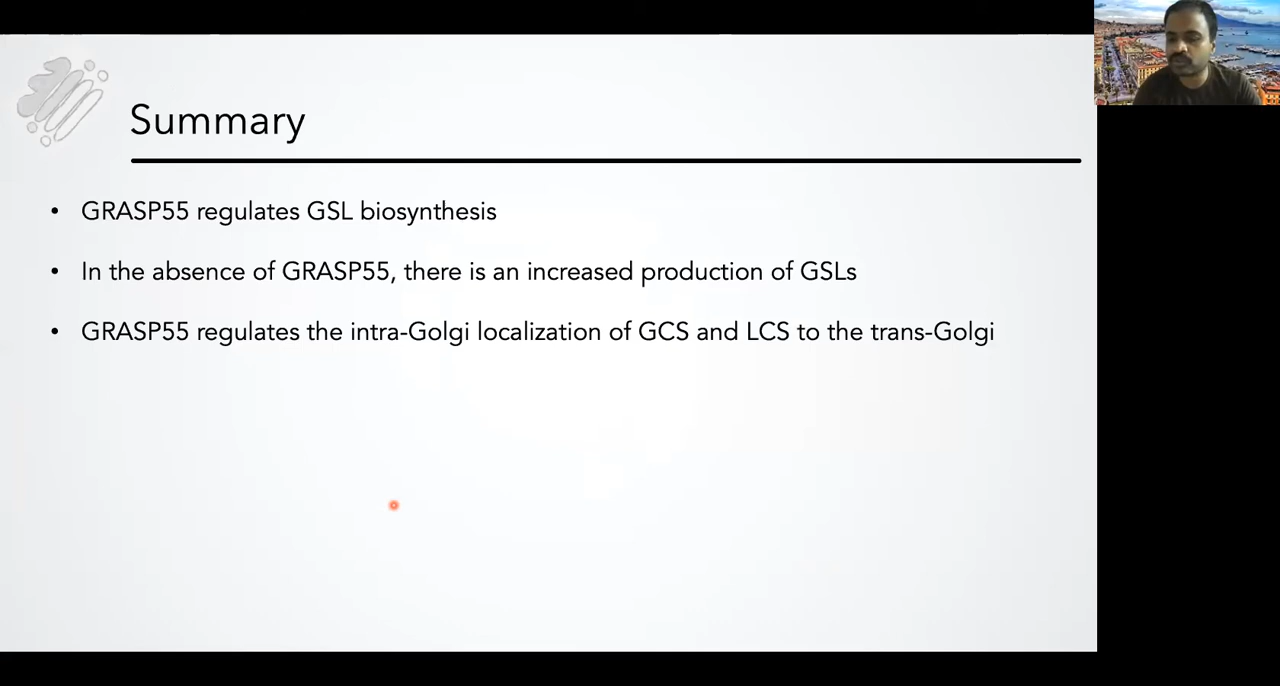 Summary
• GRASP55 regulates GSL biosynthesis
• In the absence of GRASP55, there is an increased production of GSLs
• GRASP55 regulates the intra-Golgi localization of GCS and LCS to the trans-Golgi